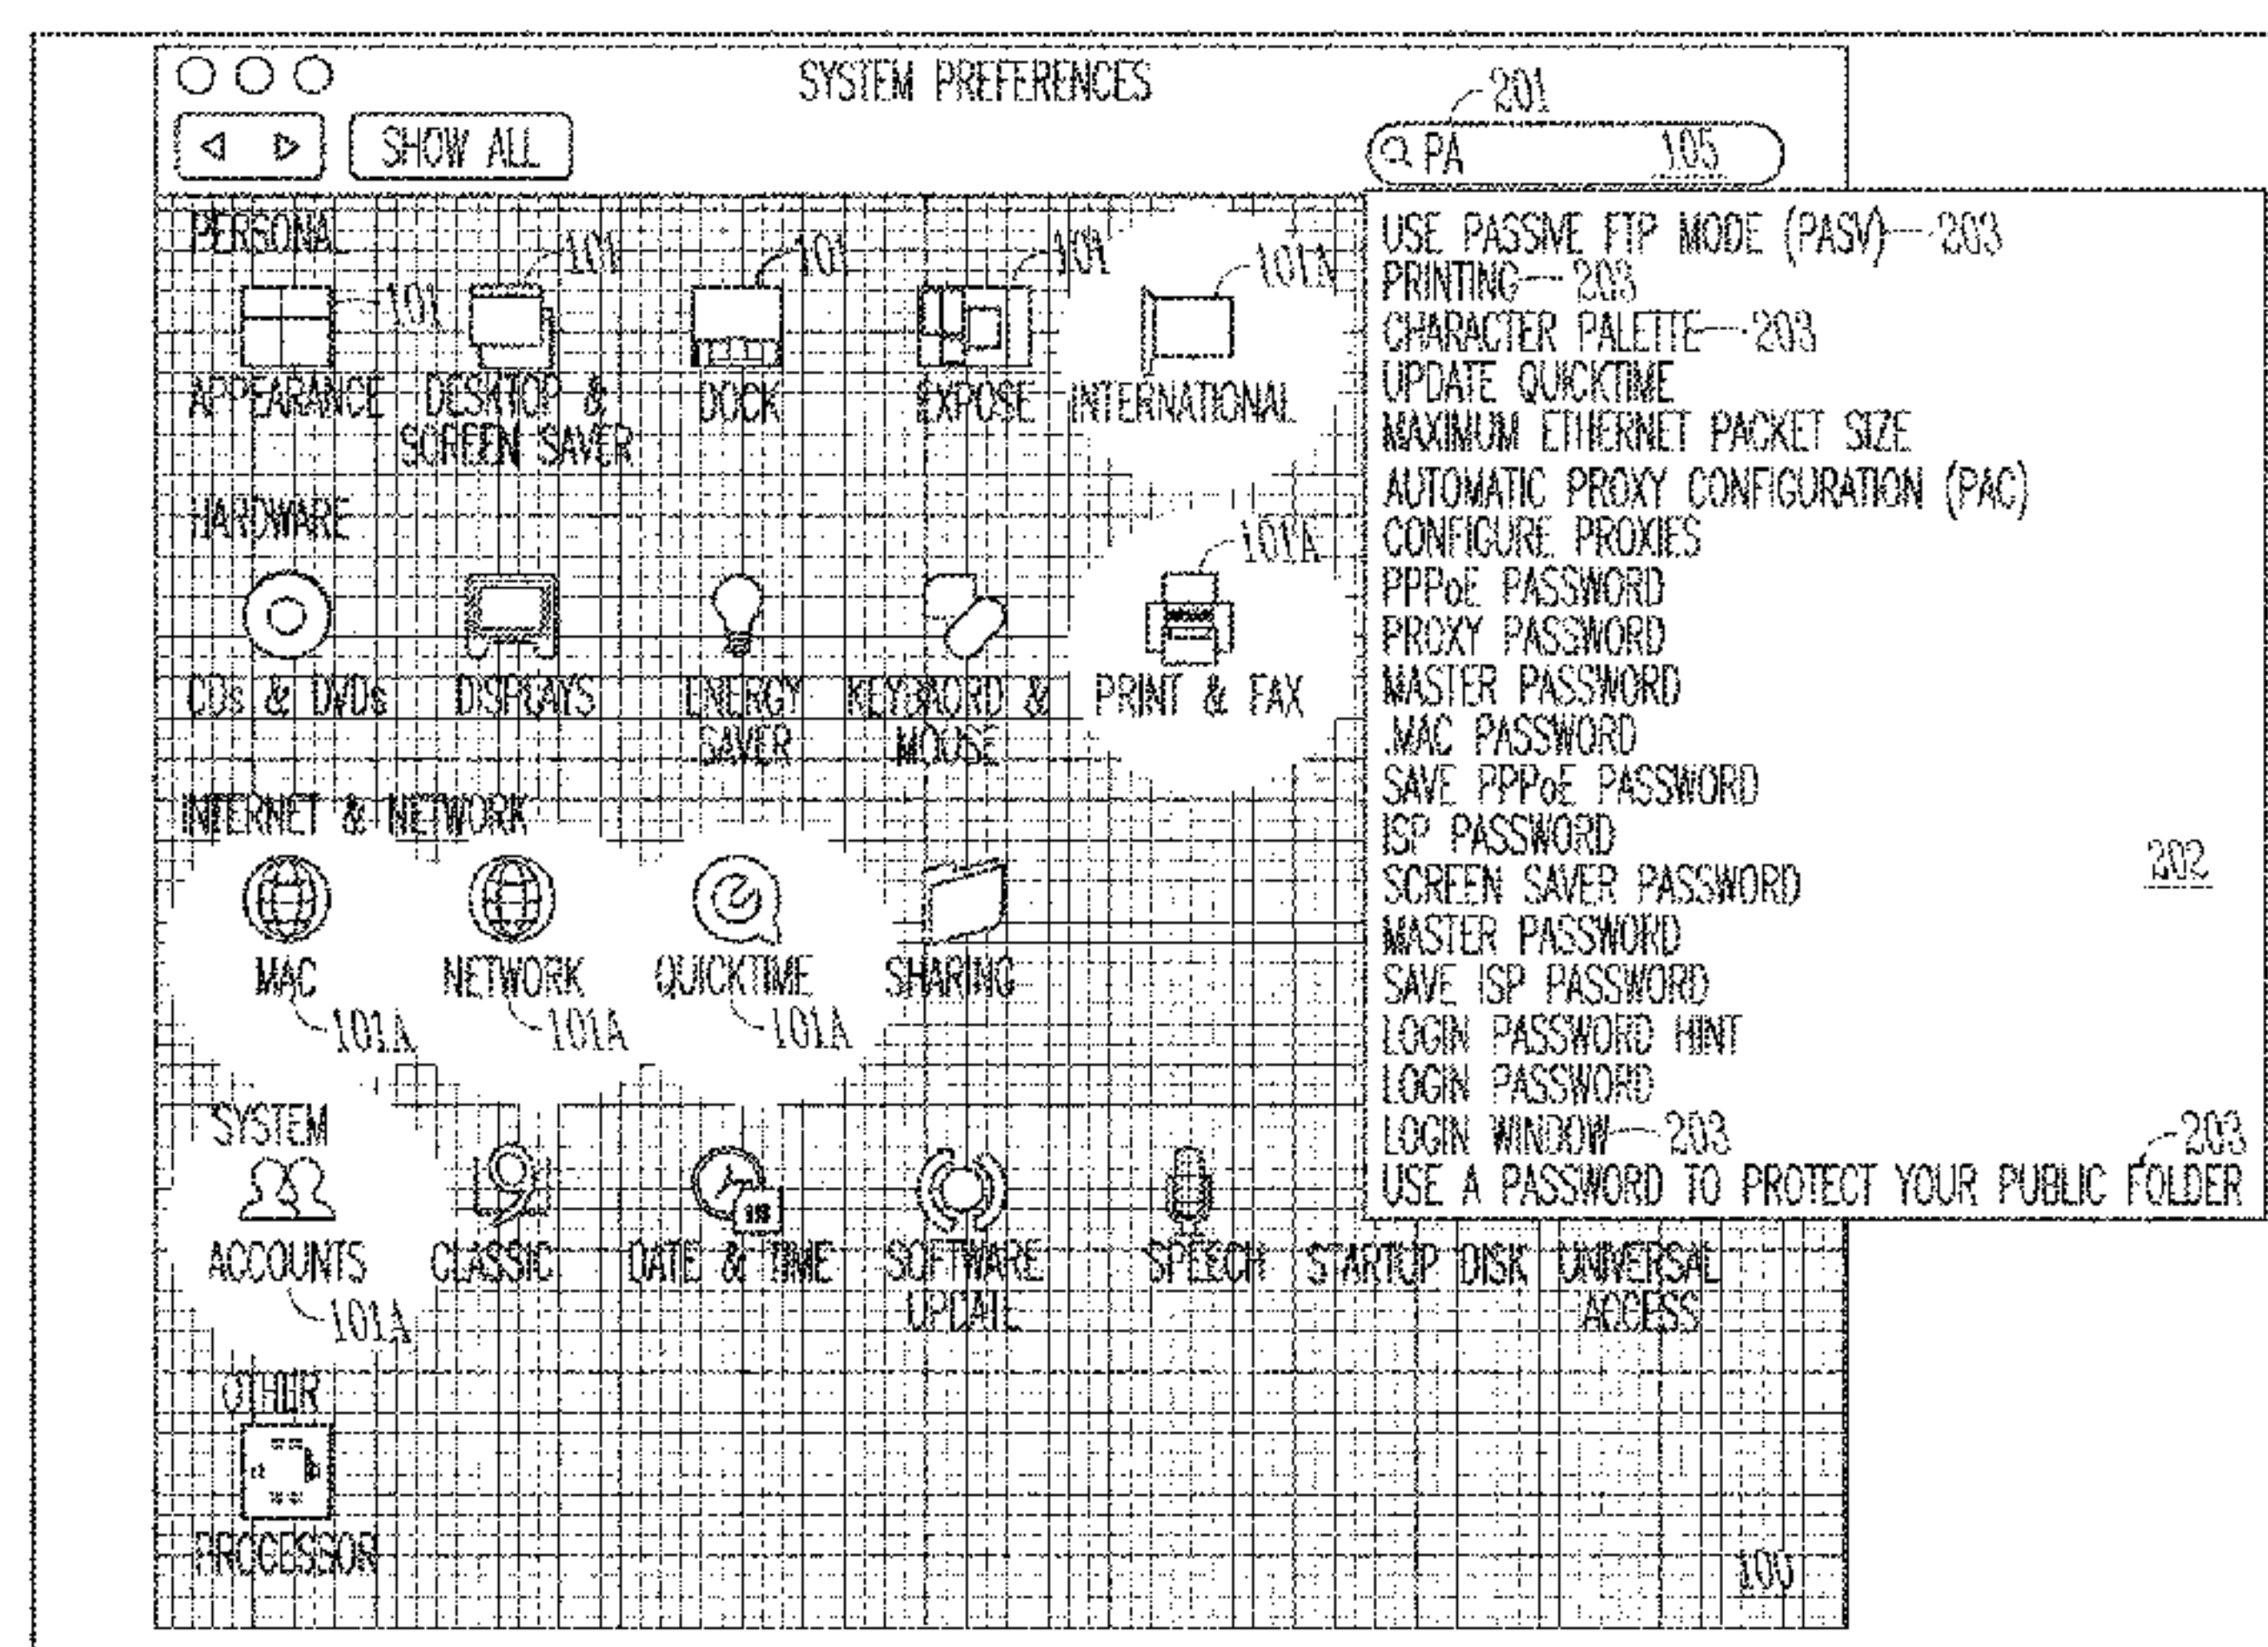 SYSTEM PREFERENCES
201
SHOW ALL
PA 105
PERSONAL
101 101 101 101 101A
APPEARANCE DESKTOP & SCREEN SAVER DOCK EXPOSE INTERNATIONAL
HARDWARE
101A
CDs & DVDs DISPLAYS ENERGY SAVER KEYBAORD & MOUSE PRINT & FAX
INTERNET & NETWORK
MAC NETWORK QUICKTIME SHARING
101A 101A 101A
SYSTEM
ACCOUNTS CLASSIC DATE & TIME SOFTWARE UPDATE SPEECH STARTUP DISK UNIVERSAL ACCESS
101A
OTHER
PROCESSOR
100
USE PASSIVE FTP MODE (PASV) 203
PRINTING 203
CHARACTER PALETTE 203
UPDATE QUICKTIME
MAXIMUM ETHERNET PACKET SIZE
AUTOMATIC PROXY CONFIGURATION (PAC)
CONFIGURE PROXIES
PPPoE PASSWORD
PROXY PASSWORD
MASTER PASSWORD
.MAC PASSWORD
SAVE PPPoE PASSWORD
ISP PASSWORD
202
SCREEN SAVER PASSWORD
MASTER PASSWORD
SAVE ISP PASSWORD
LOGIN PASSWORD HINT
LOGIN PASSWORD
LOGIN WINDOW 203
203
USE A PASSWORD TO PROTECT YOUR PUBLIC FOLDER